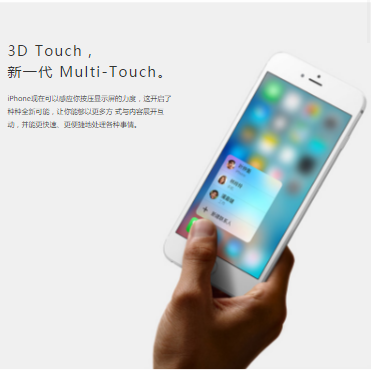 3D Touch，
新一代 Multi-Touch。
iPhone现在可以感应你按压显示屏的力度，这开启了
种种全新可能，让你能够以更多方 式与内容展开互
动，并能更快速、更便捷地处理各种事情。